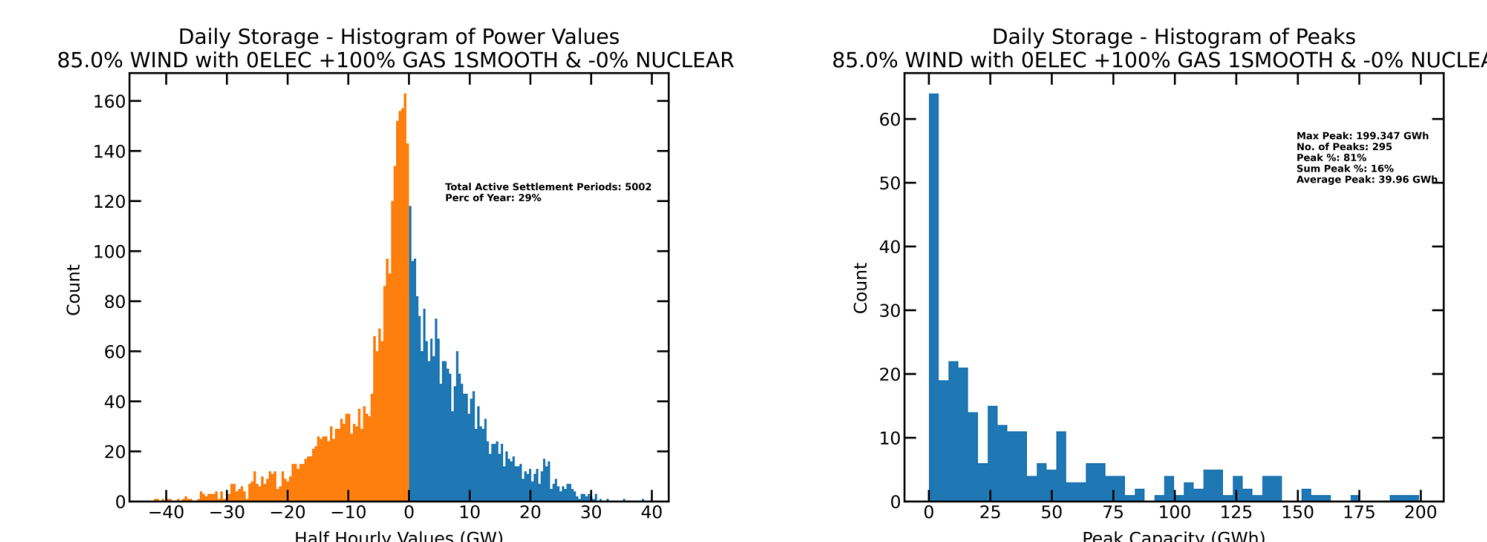 Daily Storage - Histogram of Power Values
85.0% WIND with 0ELEC +100% GAS 1SMOOTH & -0% NUCLEAR
160
140
120
100
80
60
40
20
0
Count
Total Active Settlement Periods: 5002
Perc of Year: 29%
−40 −30 −20 −10 0 10 20 30 40
Half Hourly Values (GW)
Daily Storage - Histogram of Peaks
85.0% WIND with 0ELEC +100% GAS 1SMOOTH & -0% NUCLEA
60
50
40
30
20
10
0
Count
Max Peak: 199.347 GWh
No. of Peaks: 295
Peak %: 81%
Sum Peak %: 16%
Average Peak: 39.96 GWh
0 25 50 75 100 125 150 175 200
Peak Capacity (GWh)